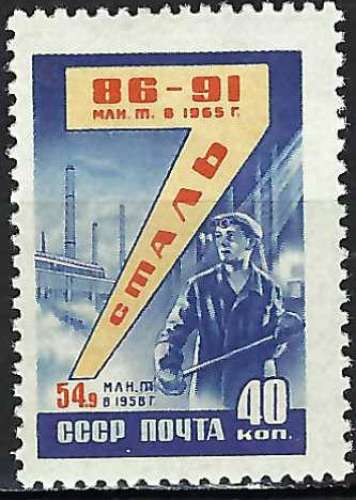 86-91
МЛН. Т. В 1965 Г.
СТАЛЬ
54.9 МЛН. Т.
В 1958 Г.
40
КОП.
СССР ПОЧТА